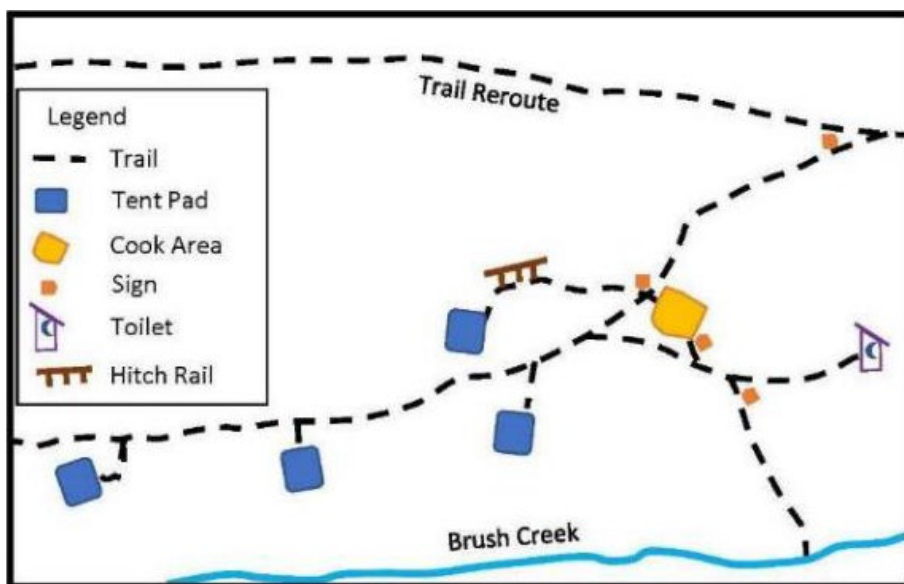 Trail Reroute
Legend
Trail
Tent Pad
Cook Area
Sign
Toilet
Hitch Rail
Brush Creek